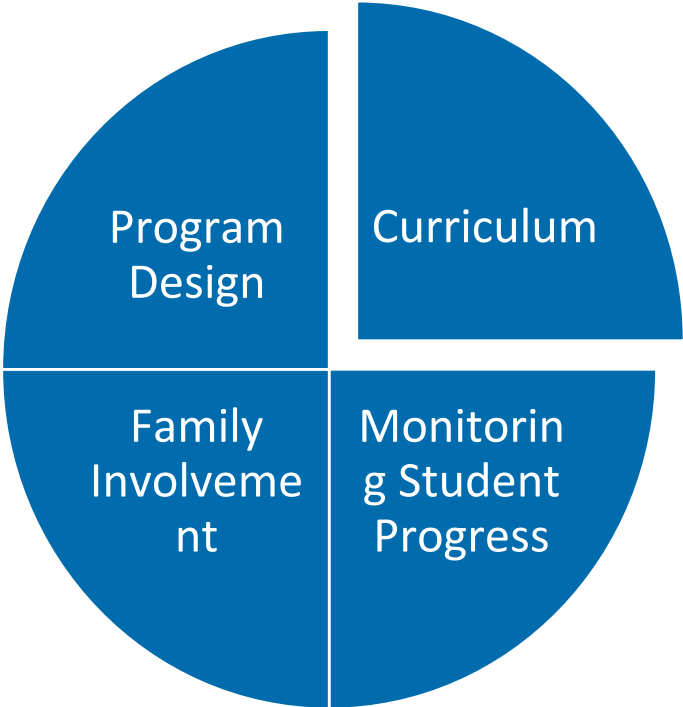 Program
Design
Curriculum
Family
Involveme
nt
Monitorin
g Student
Progress